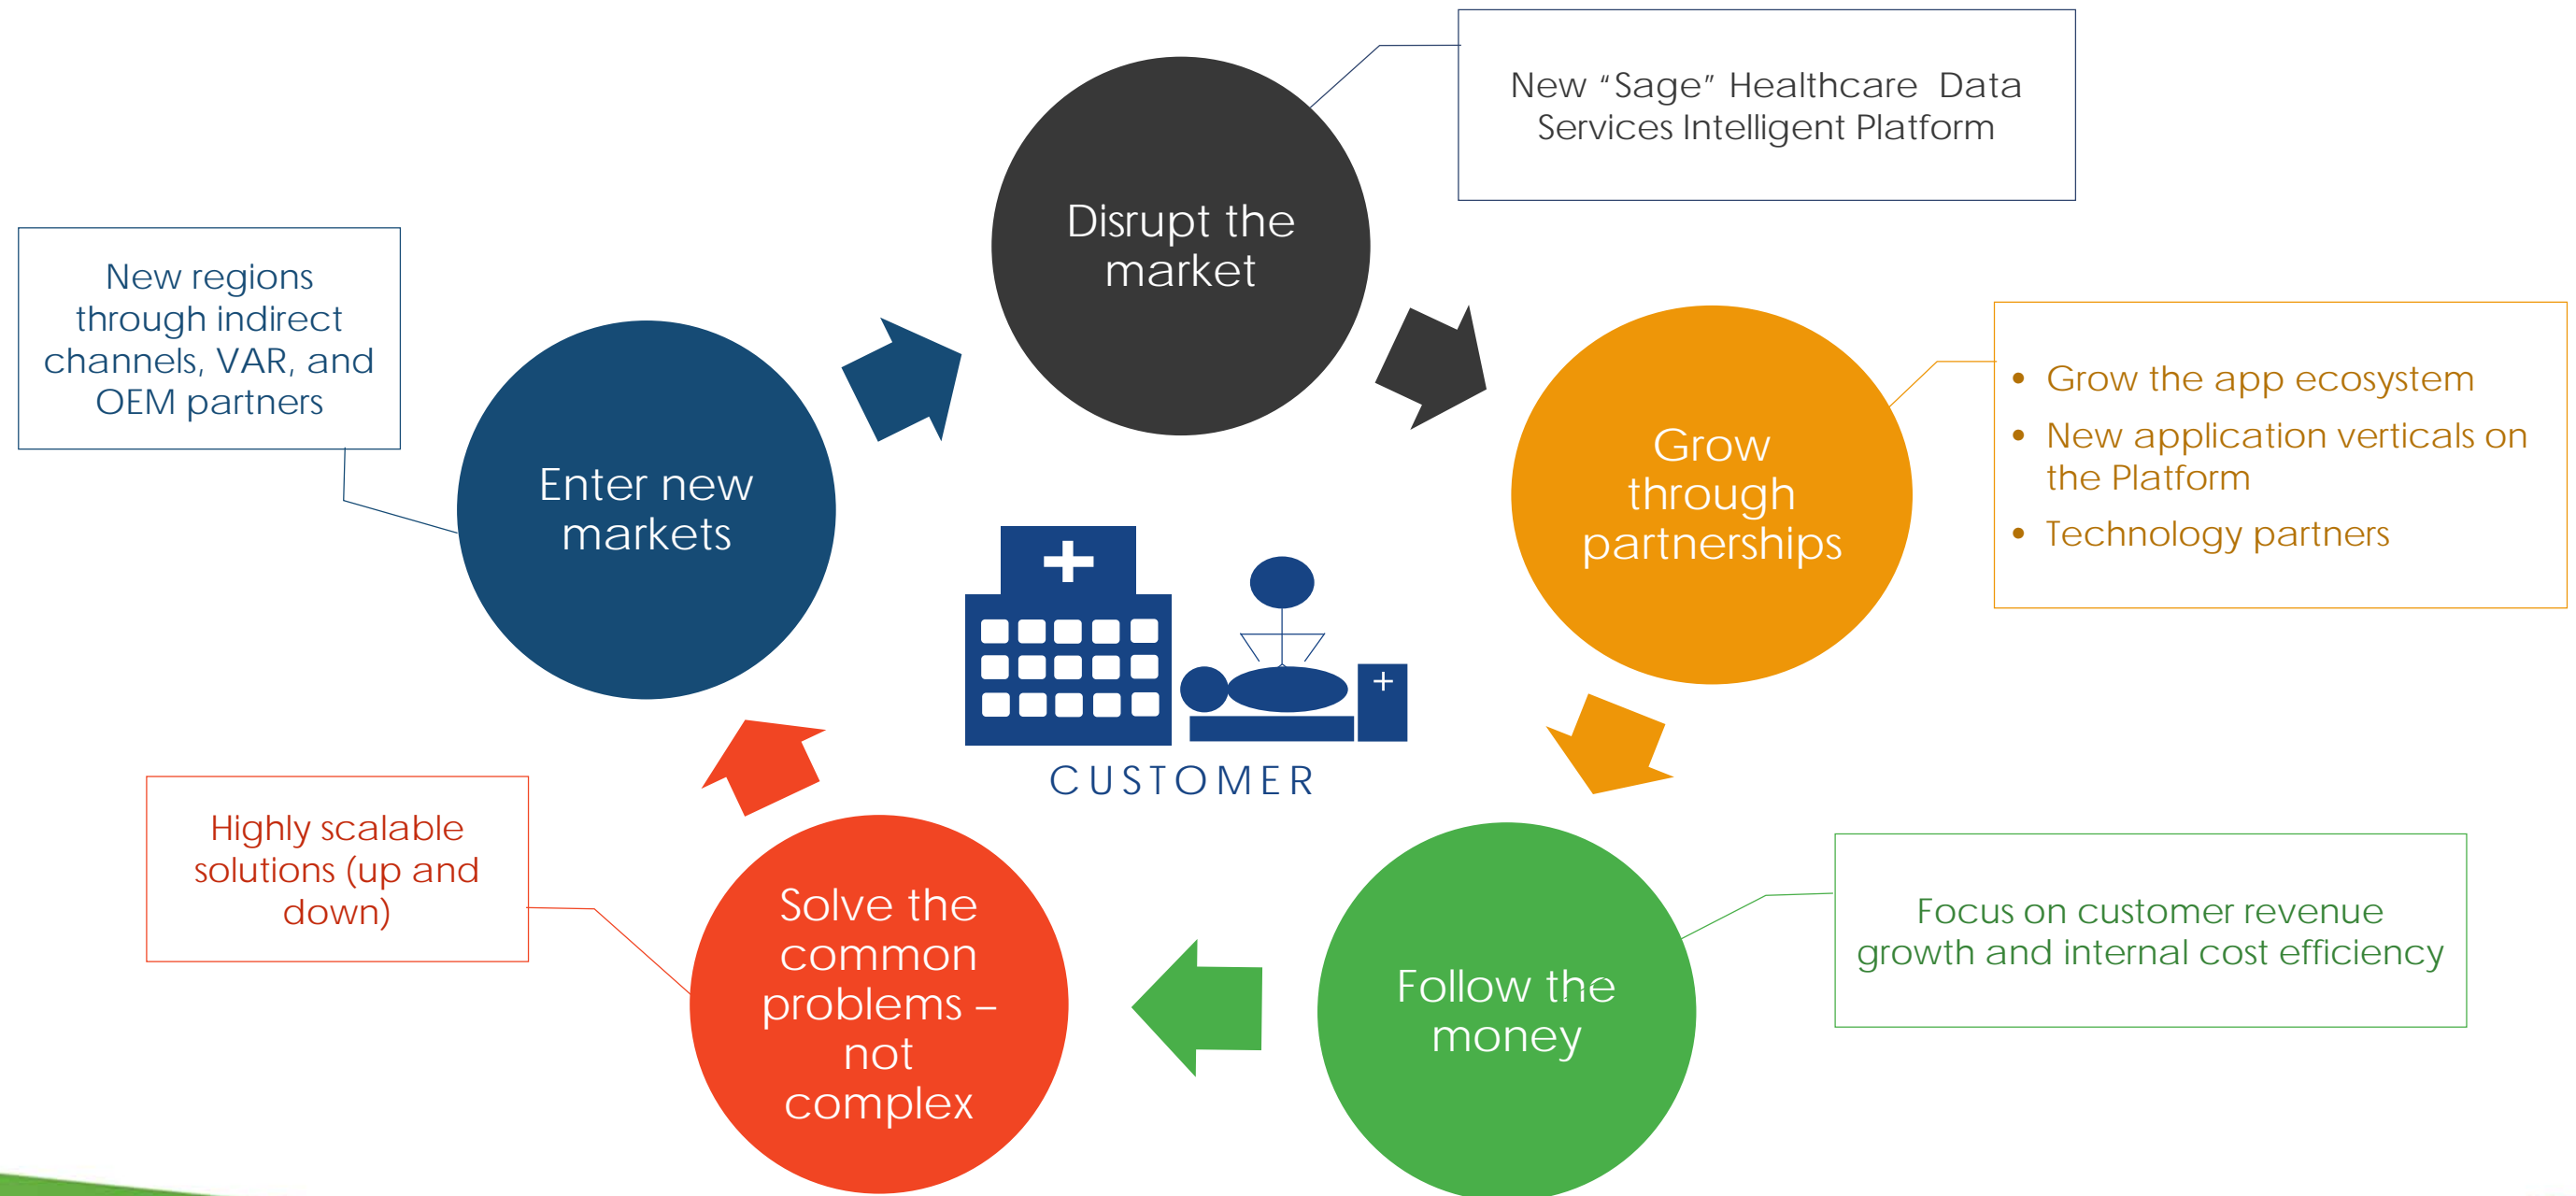 Disrupt the
market
New “Sage” Healthcare Data
Services Intelligent Platform
Grow
through
partnerships
• Grow the app ecosystem
• New application verticals on
the Platform
• Technology partners
Follow the
money
Focus on customer revenue
growth and internal cost efficiency
Solve the
common
problems –
not
complex
Highly scalable
solutions (up and
down)
Enter new
markets
New regions
through indirect
channels, VAR, and
OEM partners
CUSTOMER